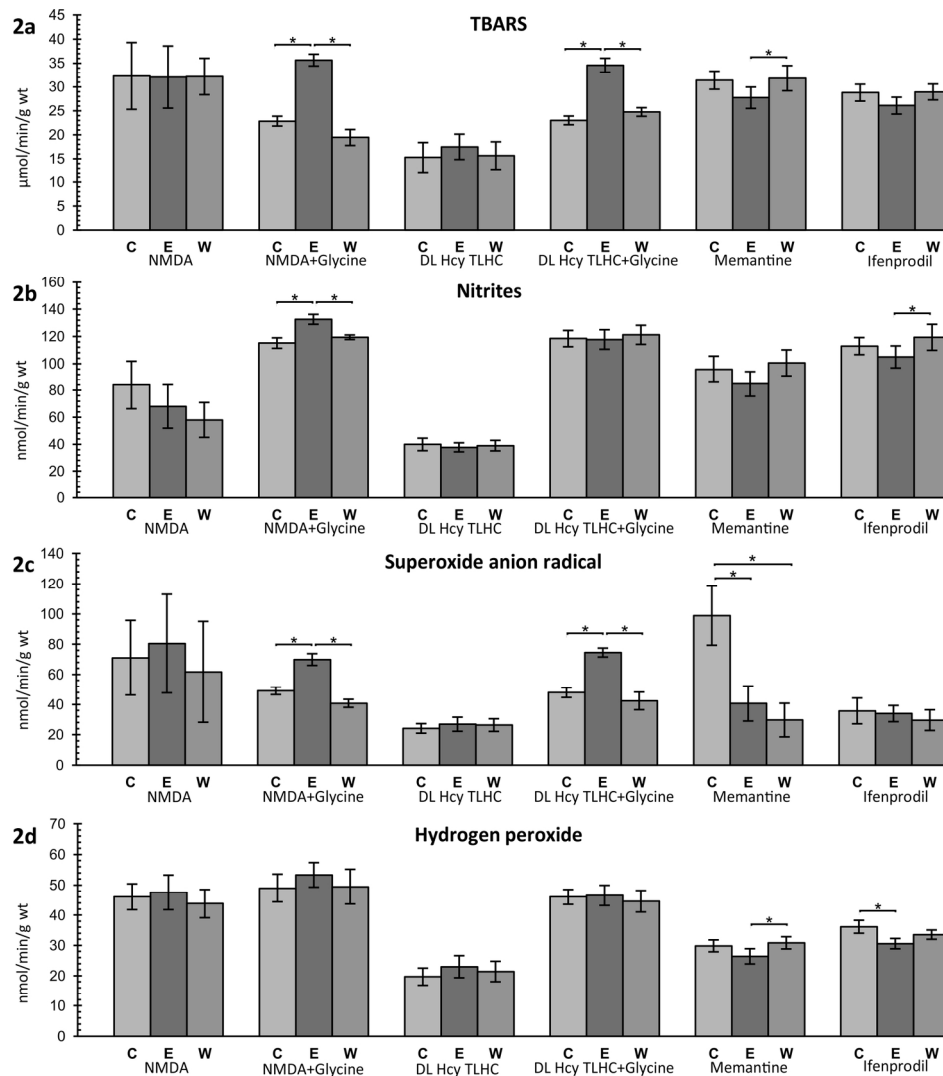 2a TBARS
45
40
35
30
25
20
15
10
5
0
μmol/min/g wt
* * * * *
C E W C E W C E W C E W C E W C E W
NMDA NMDA+Glycine DL Hcy TLHC DL Hcy TLHC+Glycine Memantine Ifenprodil
2b Nitrites
160
140
120
100
80
60
40
20
0
nmol/min/g wt
* * *
C E W C E W C E W C E W C E W C E W
NMDA NMDA+Glycine DL Hcy TLHC DL Hcy TLHC+Glycine Memantine Ifenprodil
2c Superoxide anion radical
140
120
100
80
60
40
20
0
nmol/min/g wt
* * * * * *
C E W C E W C E W C E W C E W C E W
NMDA NMDA+Glycine DL Hcy TLHC DL Hcy TLHC+Glycine Memantine Ifenprodil
2d Hydrogen peroxide
70
60
50
40
30
20
10
0
nmol/min/g wt
* *
C E W C E W C E W C E W C E W C E W
NMDA NMDA+Glycine DL Hcy TLHC DL Hcy TLHC+Glycine Memantine Ifenprodil